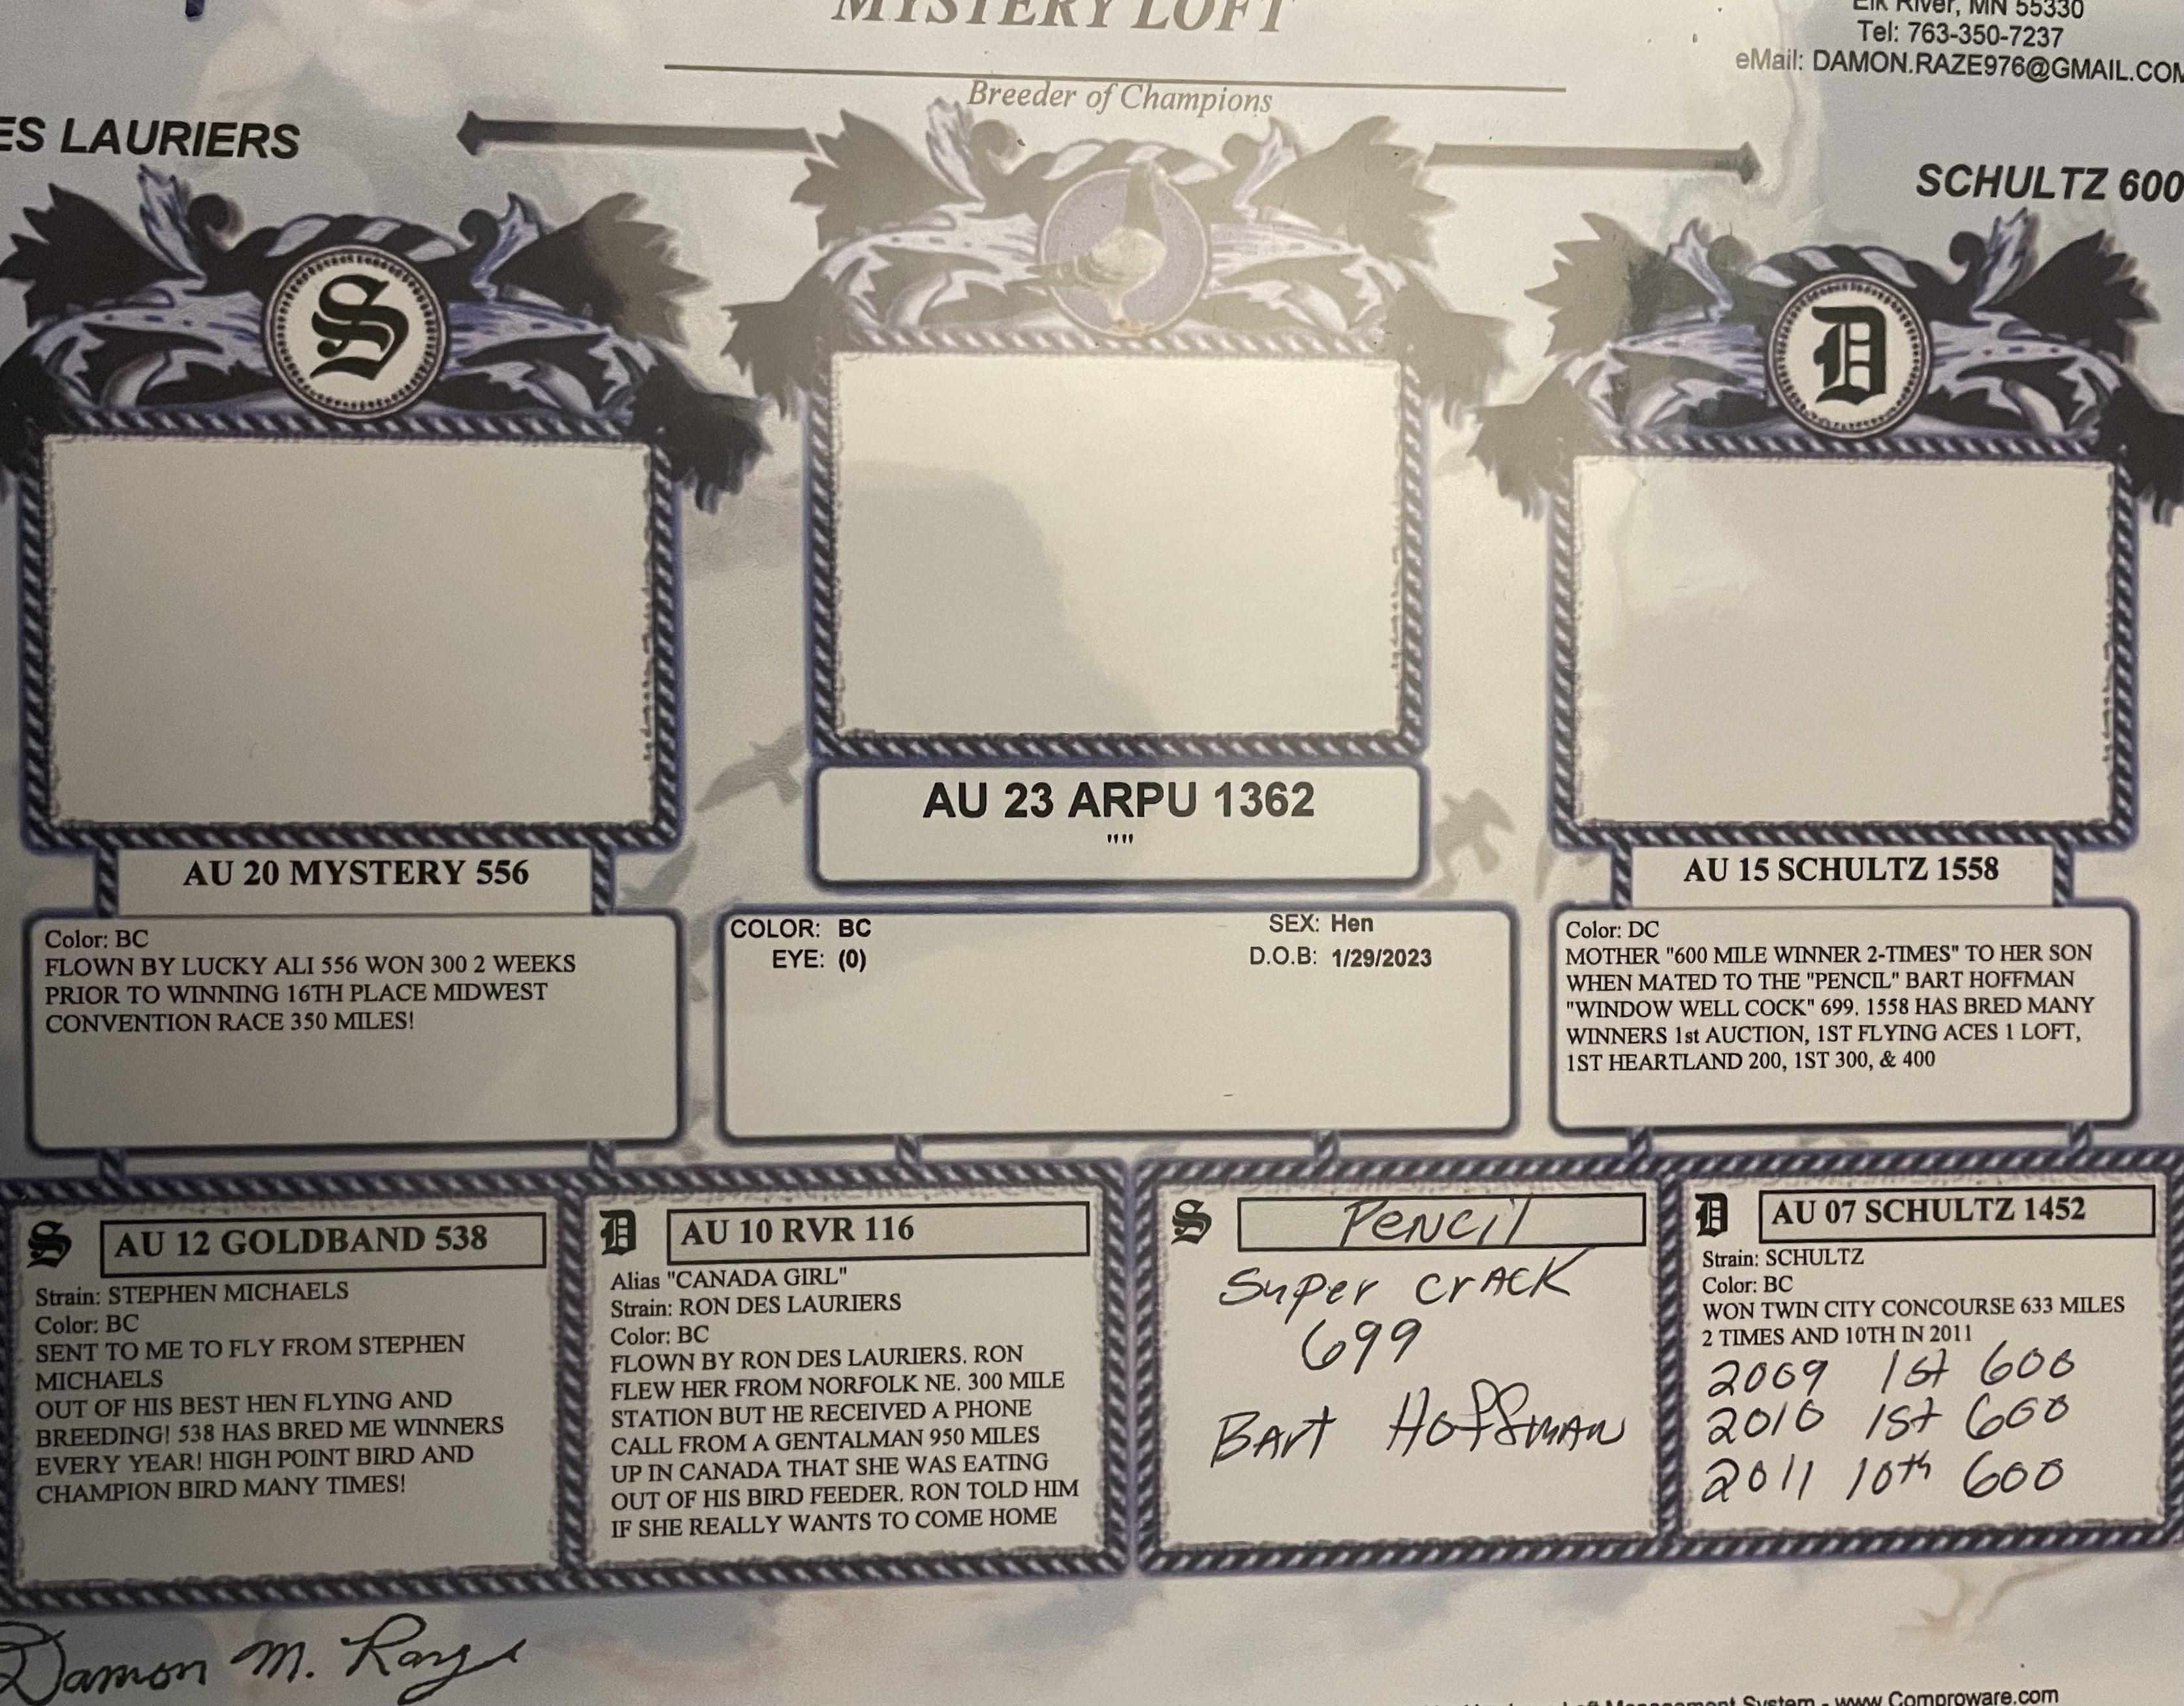 MYSTERY LOFT
Breeder of Champions
Elk River, MN 55330
Tel: 763-350-7237
eMail: DAMON.RAZE976@GMAIL.COM
ES LAURIERS
SCHULTZ 600
S
D
AU 20 MYSTERY 556
Color: BC
FLOWN BY LUCKY ALI 556 WON 300 2 WEEKS
PRIOR TO WINNING 16TH PLACE MIDWEST
CONVENTION RACE 350 MILES!
AU 23 ARPU 1362
""
COLOR: BC
SEX: Hen
EYE: (0)
D.O.B: 1/29/2023
AU 15 SCHULTZ 1558
Color: DC
MOTHER "600 MILE WINNER 2-TIMES" TO HER SON
WHEN MATED TO THE "PENCIL" BART HOFFMAN
"WINDOW WELL COCK" 699. 1558 HAS BRED MANY
WINNERS 1st AUCTION, 1ST FLYING ACES 1 LOFT,
1ST HEARTLAND 200, 1ST 300, & 400
S AU 12 GOLDBAND 538
Strain: STEPHEN MICHAELS
Color: BC
SENT TO ME TO FLY FROM STEPHEN
MICHAELS
OUT OF HIS BEST HEN FLYING AND
BREEDING! 538 HAS BRED ME WINNERS
EVERY YEAR! HIGH POINT BIRD AND
CHAMPION BIRD MANY TIMES!
D AU 10 RVR 116
Alias "CANADA GIRL"
Strain: RON DES LAURIERS
Color: BC
FLOWN BY RON DES LAURIERS. RON
FLEW HER FROM NORFOLK NE. 300 MILE
STATION BUT HE RECEIVED A PHONE
CALL FROM A GENTALMAN 950 MILES
UP IN CANADA THAT SHE WAS EATING
OUT OF HIS BIRD FEEDER. RON TOLD HIM
IF SHE REALLY WANTS TO COME HOME
S Pencil
Super crack
699
Bart Hoffman
D AU 07 SCHULTZ 1452
Strain: SCHULTZ
Color: BC
WON TWIN CITY CONCOURSE 633 MILES
2 TIMES AND 10TH IN 2011
2009 1st 600
2010 1st 600
2011 10th 600
Damon M.
Loft Management System - www.Comproware.com